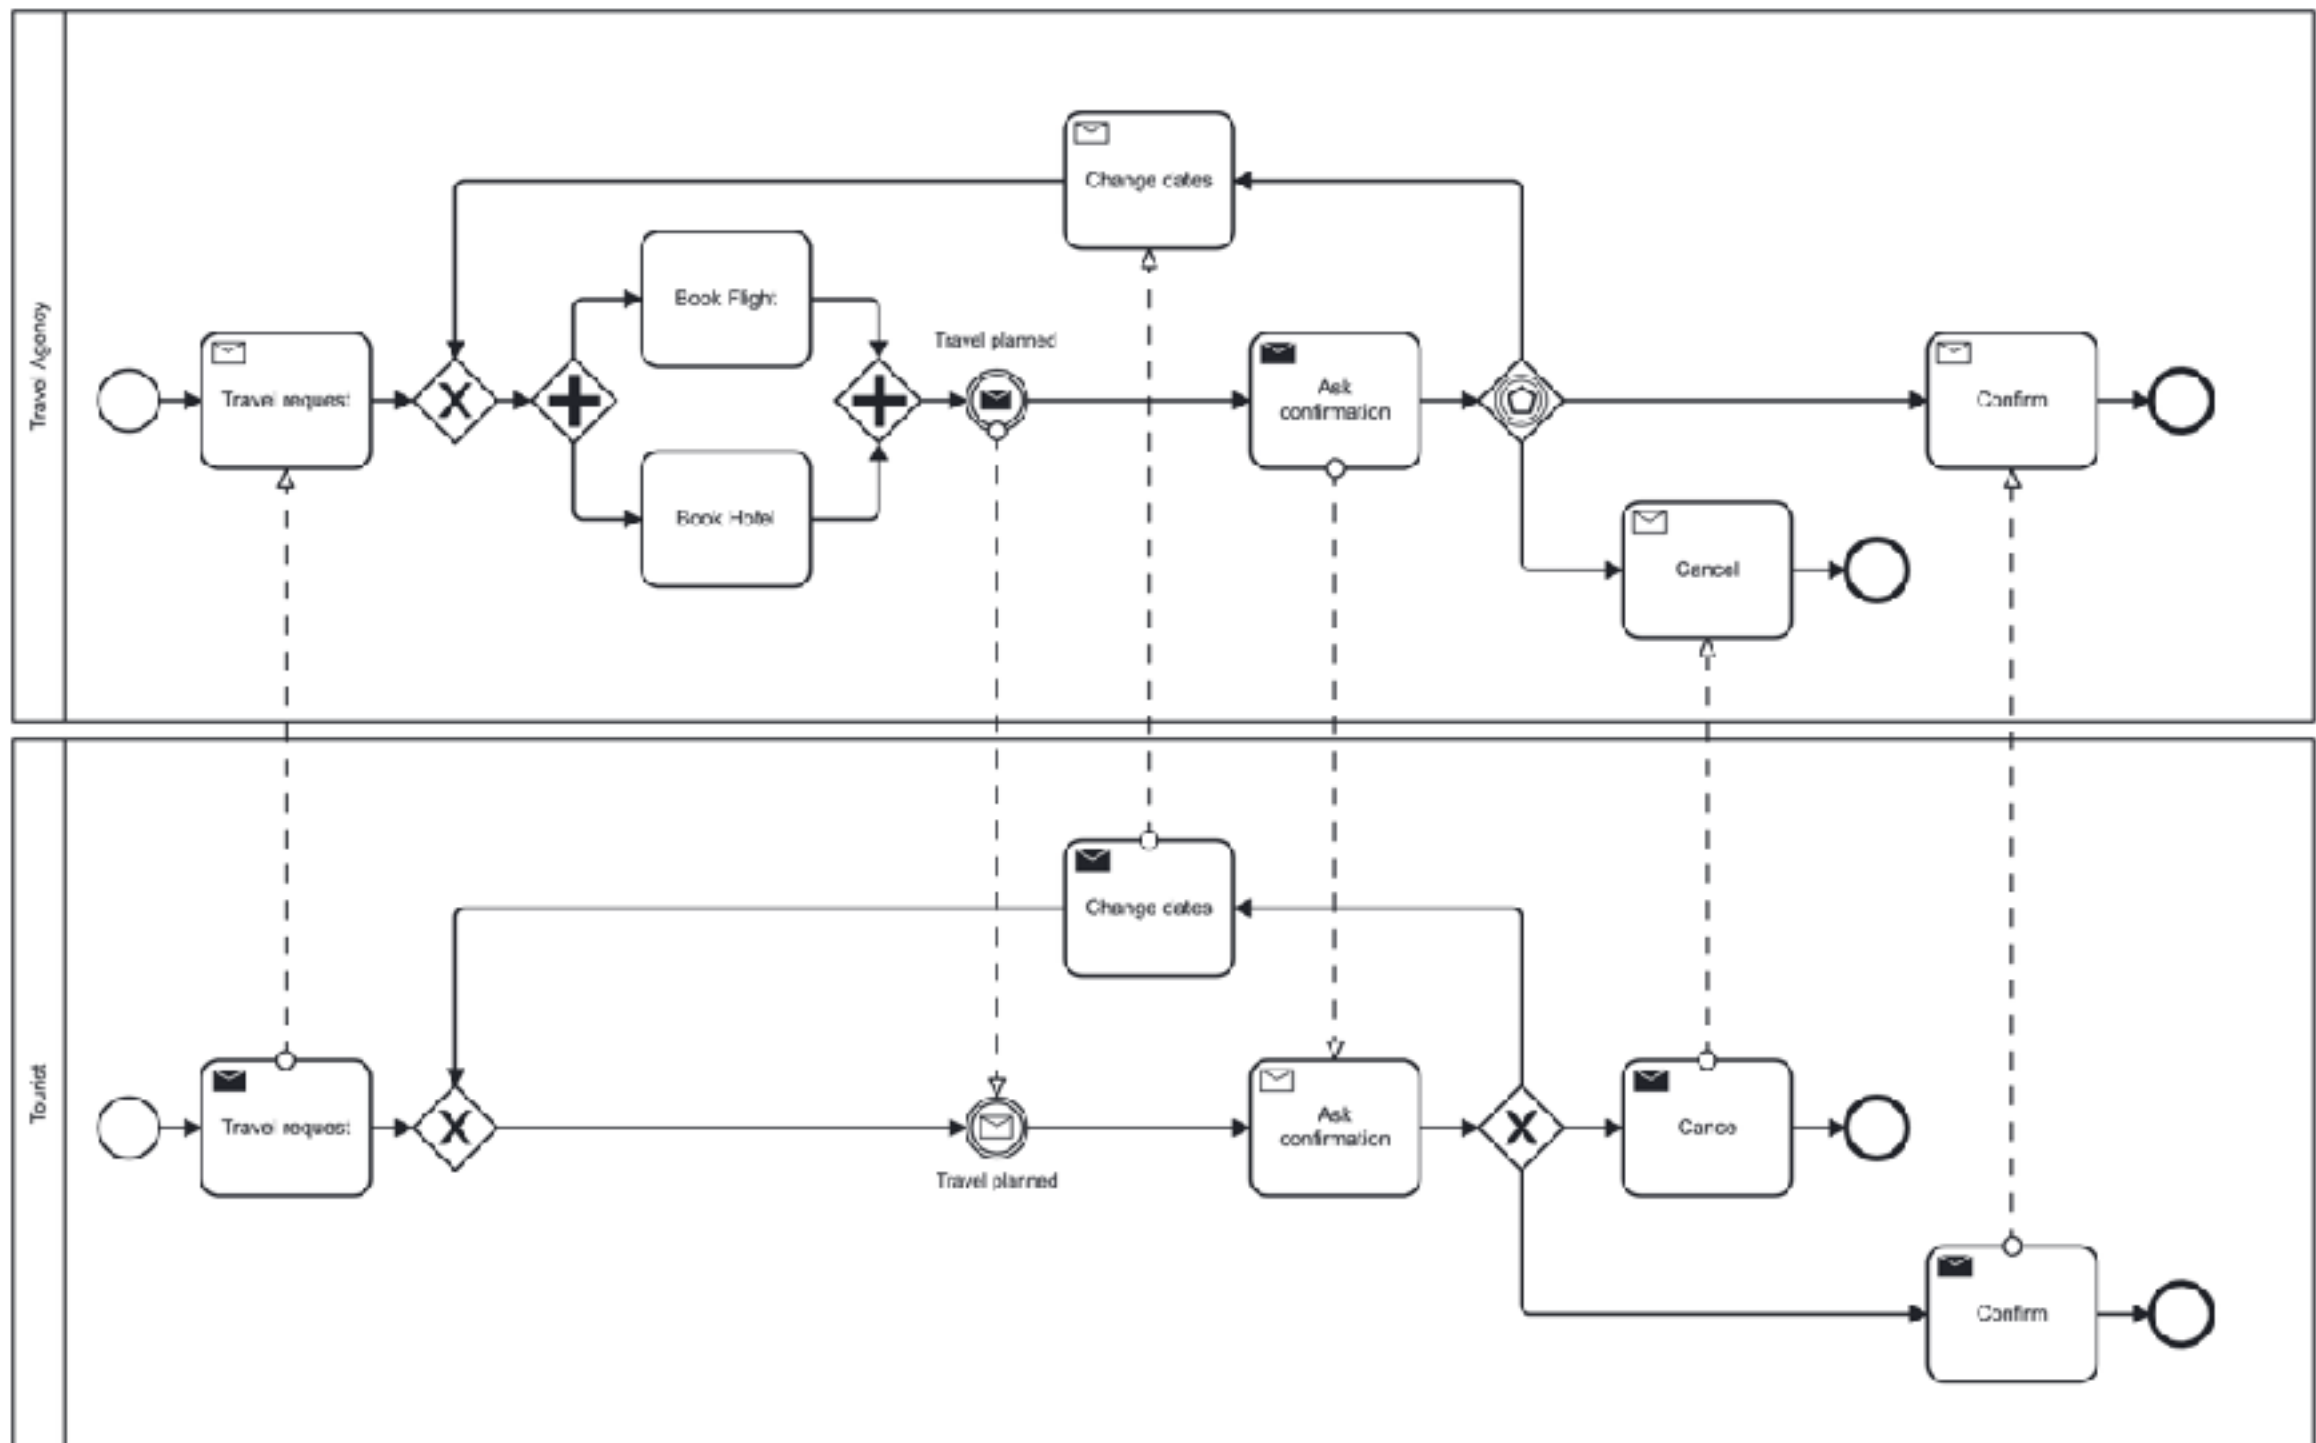 Travel Agency
Change dates
Book Flight
Travel planned
Travel request
Ask
confirmation
Confirm
Book Hotel
Cancel
Tourist
Change dates
Travel request
Ask
confirmation
Cance
Travel planned
Confirm